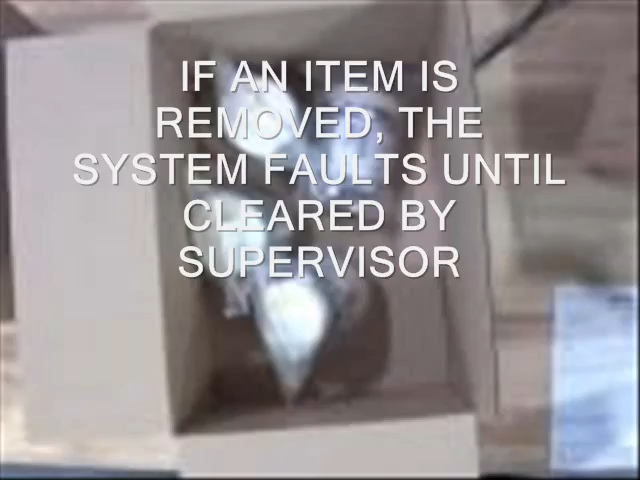 IF AN ITEM IS
REMOVED, THE
SYSTEM FAULTS UNTIL
CLEARED BY
SUPERVISOR